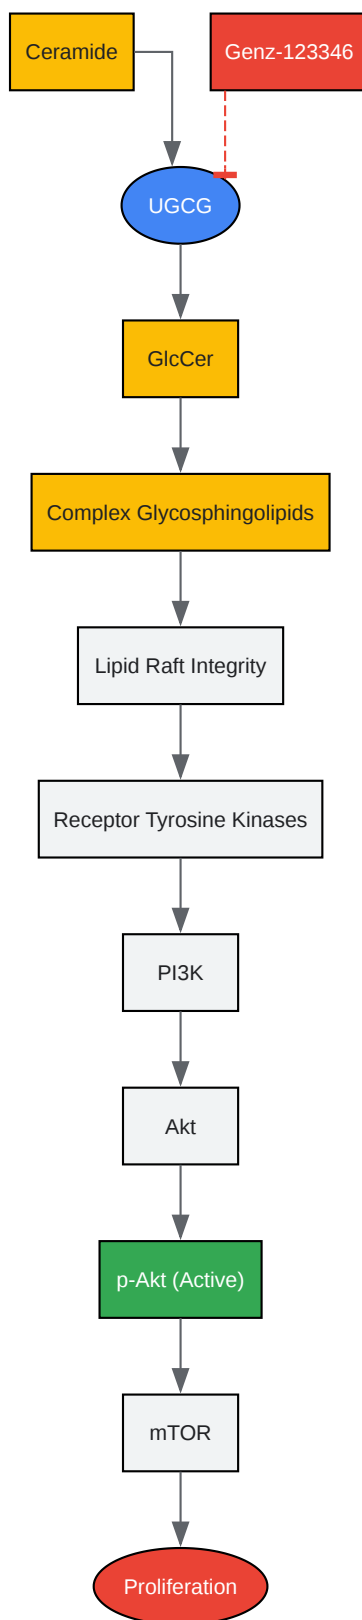 Ceramide
Genz-123346
UGCG
GlcCer
Complex Glycosphingolipids
Lipid Raft Integrity
Receptor Tyrosine Kinases
PI3K
Akt
p-Akt (Active)
mTOR
Proliferation